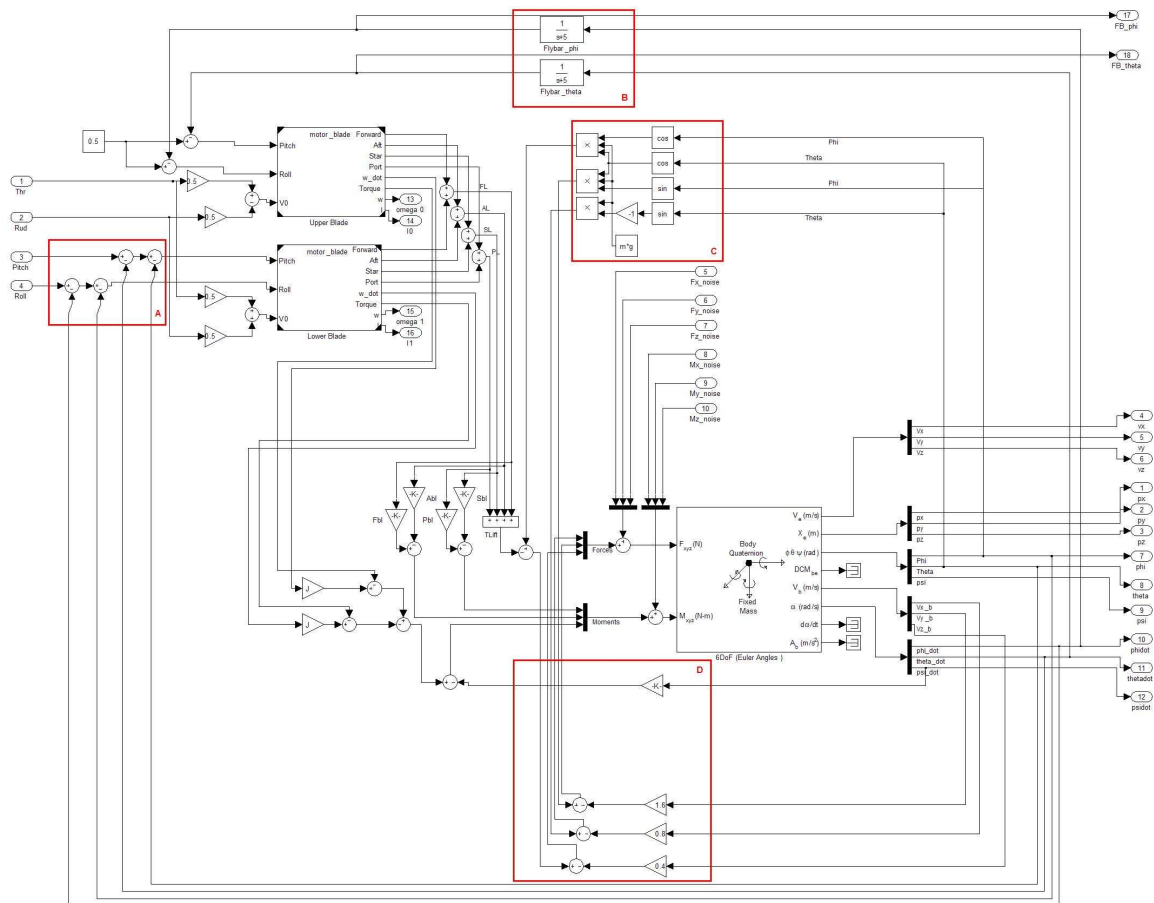 17
FB_phi
1
s+5
Flybar_phi
18
FB_theta
1
s+5
Flybar_theta
B
0.5
motor_blade
Pitch
Roll
V0
Forward
Aft
Star
Port
w_dot
Torque
w
I
Upper Blade
13
omega 0
14
I0
1
Thr
2
Rud
3
Pitch
4
Roll
A
0.5
0.5
0.5
0.5
motor_blade
Pitch
Roll
V0
Forward
Aft
Star
Port
w_dot
Torque
w
Lower Blade
15
omega 1
16
I1
FL
AL
SL
PL
×
×
×
cos
cos
sin
sin
-1
m*g
Phi
Theta
Phi
Theta
C
5
Fx_noise
6
Fy_noise
7
Fz_noise
8
Mx_noise
9
My_noise
10
Mz_noise
-K-
Fbl
-K-
Abl
-K-
Pbl
-K-
Sbl
TLift
J
J
Forces
Moments
Fxyz (N)
Mxyz (N-m)
Body
Quaternion
Fixed
Mass
Ve (m/s)
Xe (m)
ϕ θ ψ (rad)
DCMbe
Vb (m/s)
α (rad/s)
dα/dt
Ab (m/s²)
6DoF (Euler Angles )
Vx
Vy
Vz
px
py
pz
Phi
Theta
psi
Vx_b
Vy_b
Vz_b
phi_dot
theta_dot
psi_dot
4
vx
5
vy
6
vz
1
px
2
py
3
pz
7
phi
8
theta
9
psi
10
phidot
11
thetadot
12
psidot
D
-K-
1.6
0.8
0.4